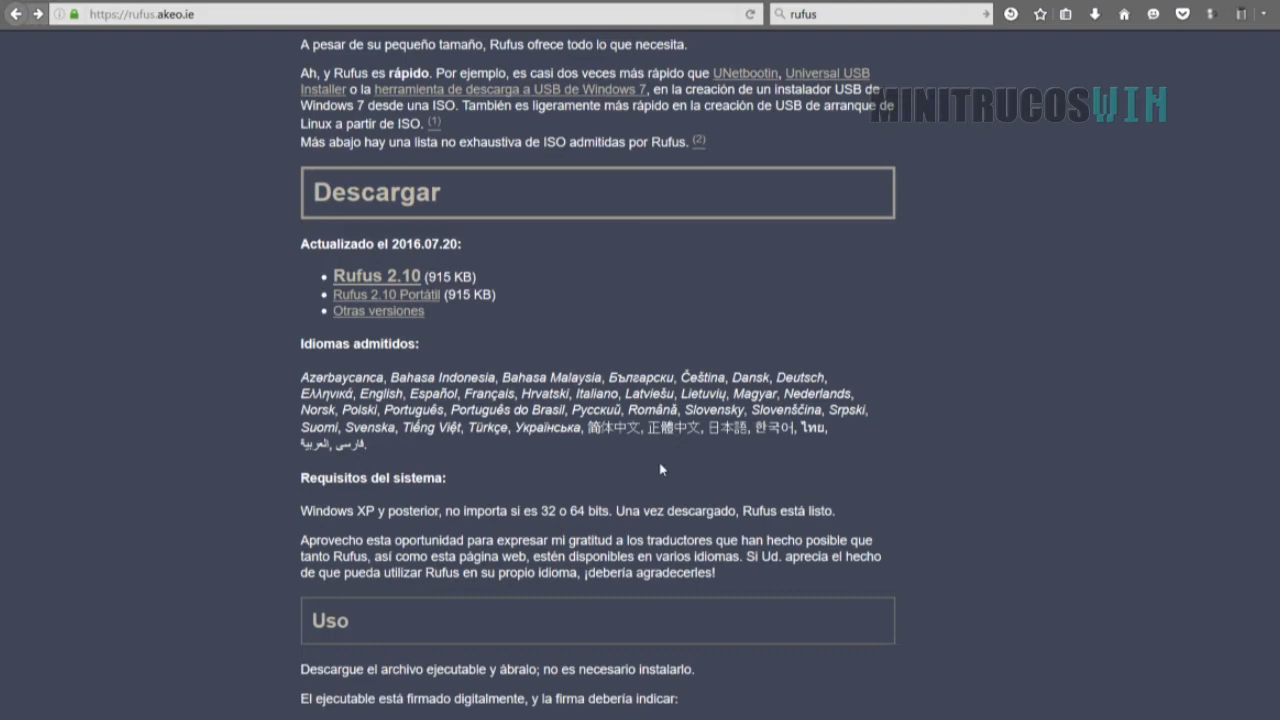 https://rufus.akeo.ie
rufus
A pesar de su pequeño tamaño, Rufus ofrece todo lo que necesita.
Ah, y Rufus es rápido. Por ejemplo, es casi dos veces más rápido que UNetbootin, Universal USB
Installer o la herramienta de descarga a USB de Windows 7, en la creación de un instalador USB de
Windows 7 desde una ISO. También es ligeramente más rápido en la creación de USB de arranque de
Linux a partir de ISO. (1)
Más abajo hay una lista no exhaustiva de ISO admitidas por Rufus. (2)
MINITRUCOSWIN
Descargar
Actualizado el 2016.07.20:
• Rufus 2.10 (915 KB)
• Rufus 2.10 Portátil (915 KB)
• Otras versiones
Idiomas admitidos:
Azərbaycanca, Bahasa Indonesia, Bahasa Malaysia, Български, Čeština, Dansk, Deutsch,
Ελληνικά, English, Español, Français, Hrvatski, Italiano, Latviešu, Lietuvių, Magyar, Nederlands,
Norsk, Polski, Português, Português do Brasil, Русский, Română, Slovensky, Slovenščina, Srpski,
Suomi, Svenska, Tiếng Việt, Türkçe, Українська, 简体中文, 正體中文, 日本語, 한국어, ไทย,
العربية, فارسی.
Requisitos del sistema:
Windows XP y posterior, no importa si es 32 o 64 bits. Una vez descargado, Rufus está listo.
Aprovecho esta oportunidad para expresar mi gratitud a los traductores que han hecho posible que
tanto Rufus, así como esta página web, estén disponibles en varios idiomas. Si Ud. aprecia el hecho
de que pueda utilizar Rufus en su propio idioma, ¡debería agradecerles!
Uso
Descargue el archivo ejecutable y ábralo; no es necesario instalarlo.
El ejecutable está firmado digitalmente, y la firma debería indicar: